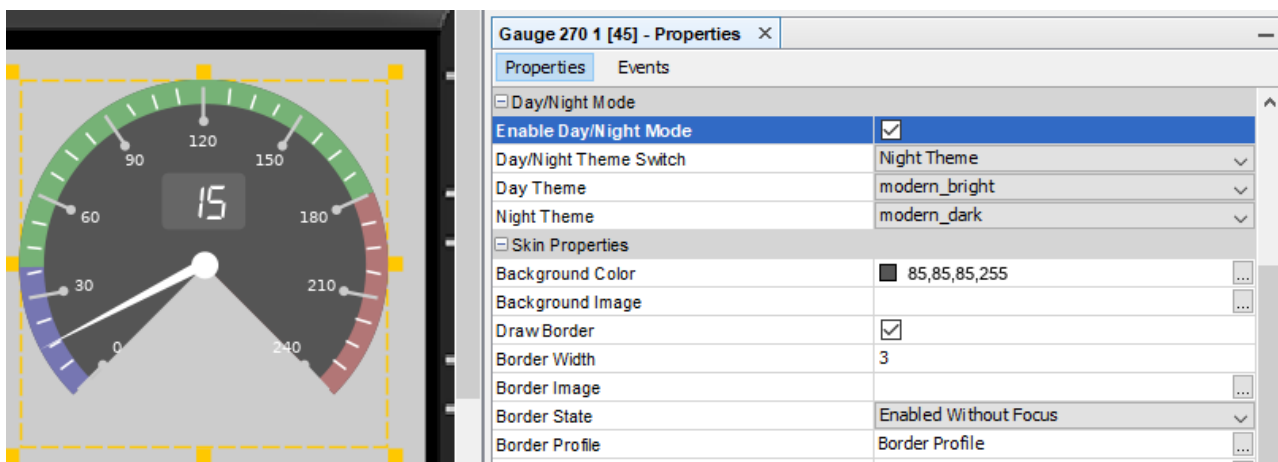 120
90
150
15
60
180
30
210
0
240
Gauge 270 1 [45] - Properties
Properties Events
Day/Night Mode
Enable Day/Night Mode
Day/Night Theme Switch Night Theme
Day Theme modern_bright
Night Theme modern_dark
Skin Properties
Background Color 85,85,85,255 ...
Background Image ...
Draw Border
Border Width 3
Border Image ...
Border State Enabled Without Focus
Border Profile Border Profile ...